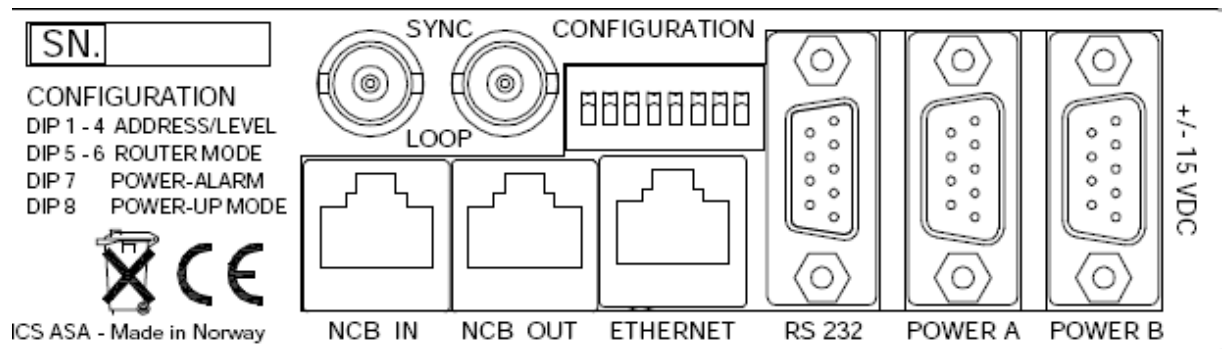 SN.
SYNC
CONFIGURATION
LOOP
CONFIGURATION
DIP 1 - 4 ADDRESS/LEVEL
DIP 5 - 6 ROUTER MODE
DIP 7 POWER-ALARM
DIP 8 POWER-UP MODE
CE
+/- 15 VDC
ICS ASA - Made in Norway
NCB IN
NCB OUT
ETHERNET
RS 232
POWER A
POWER B